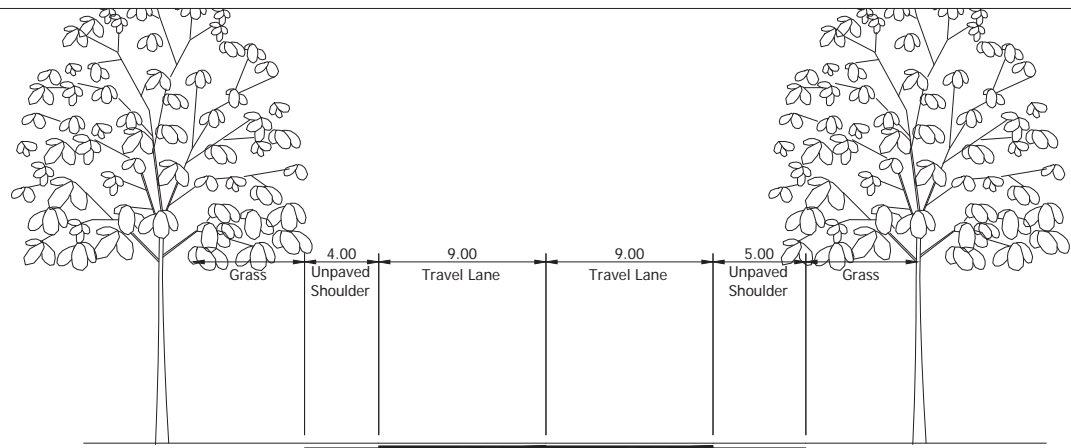 4.00 9.00 9.00 5.00
Grass Unpaved Travel Lane Travel Lane Unpaved Grass
Shoulder Shoulder